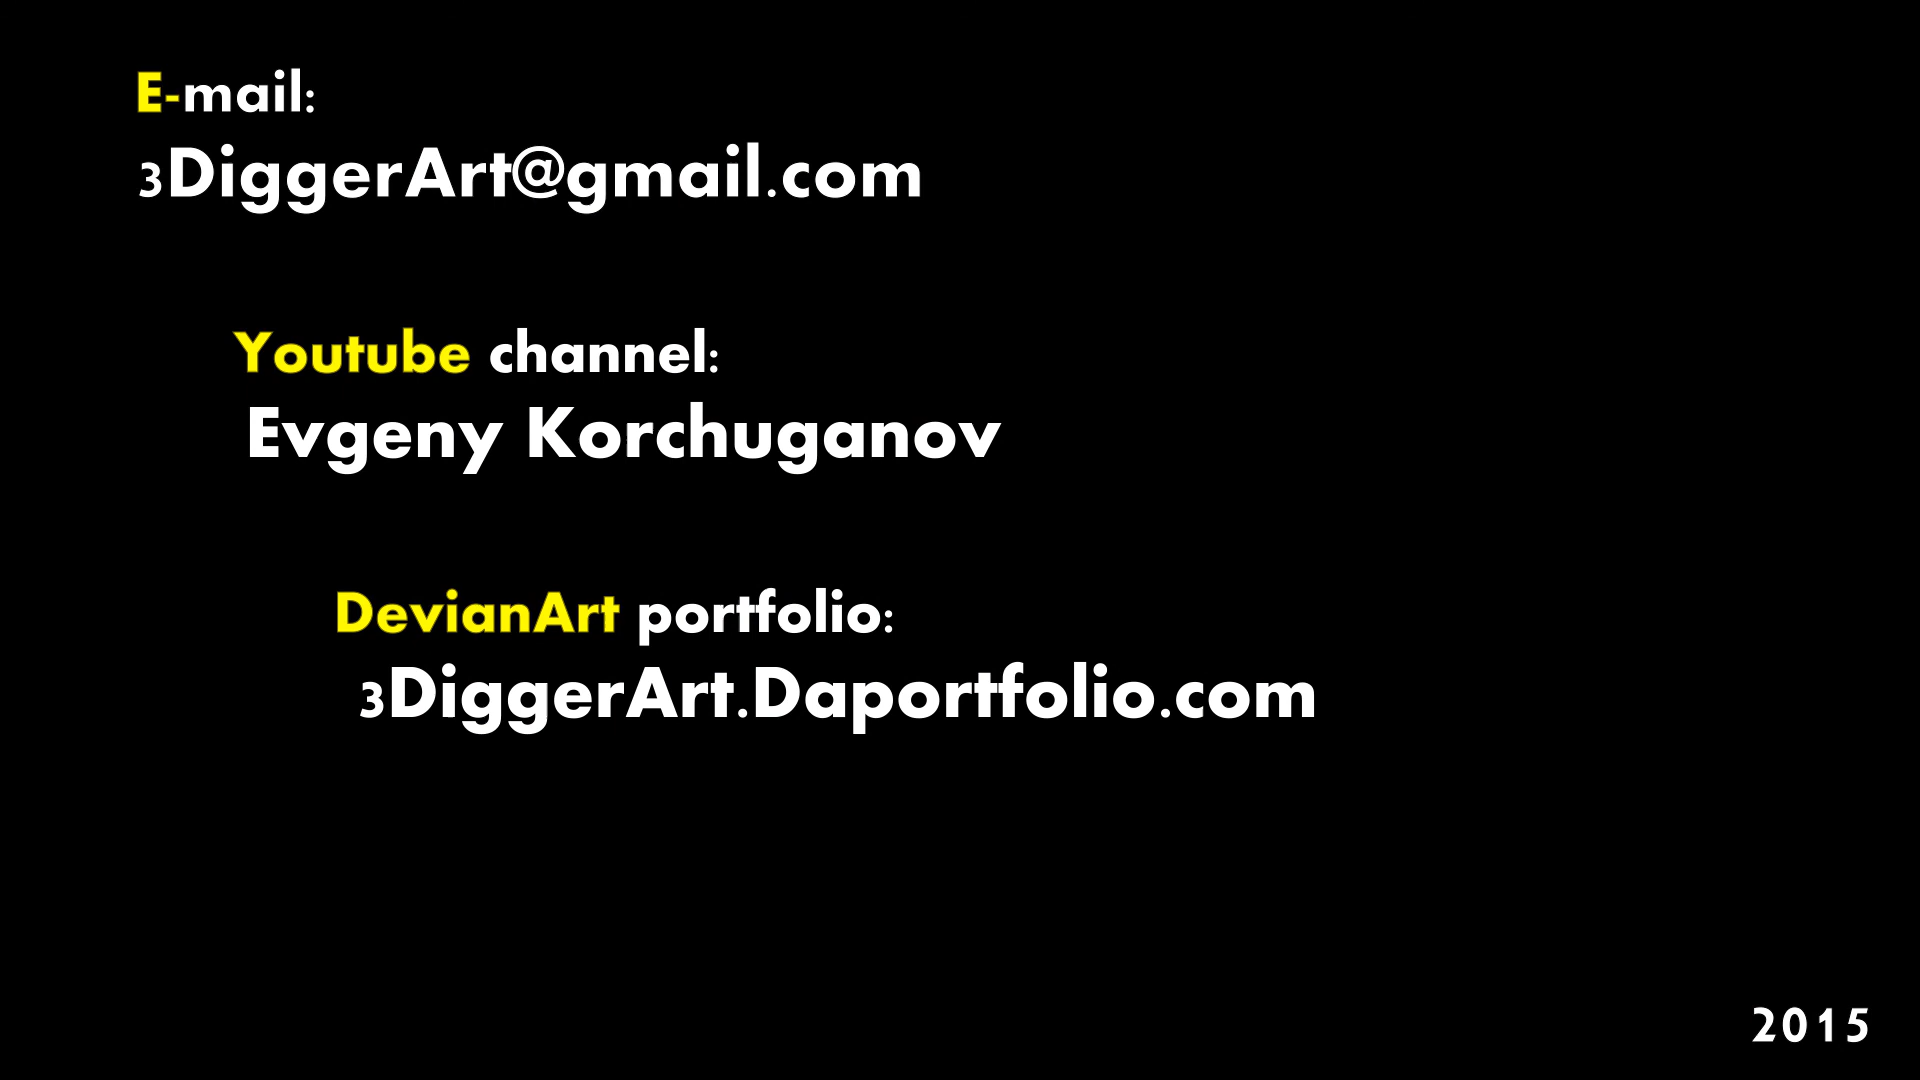 E-mail:
3DiggerArt@gmail.com
Youtube channel:
Evgeny Korchuganov
DevianArt portfolio:
3DiggerArt.Daportfolio.com
2015